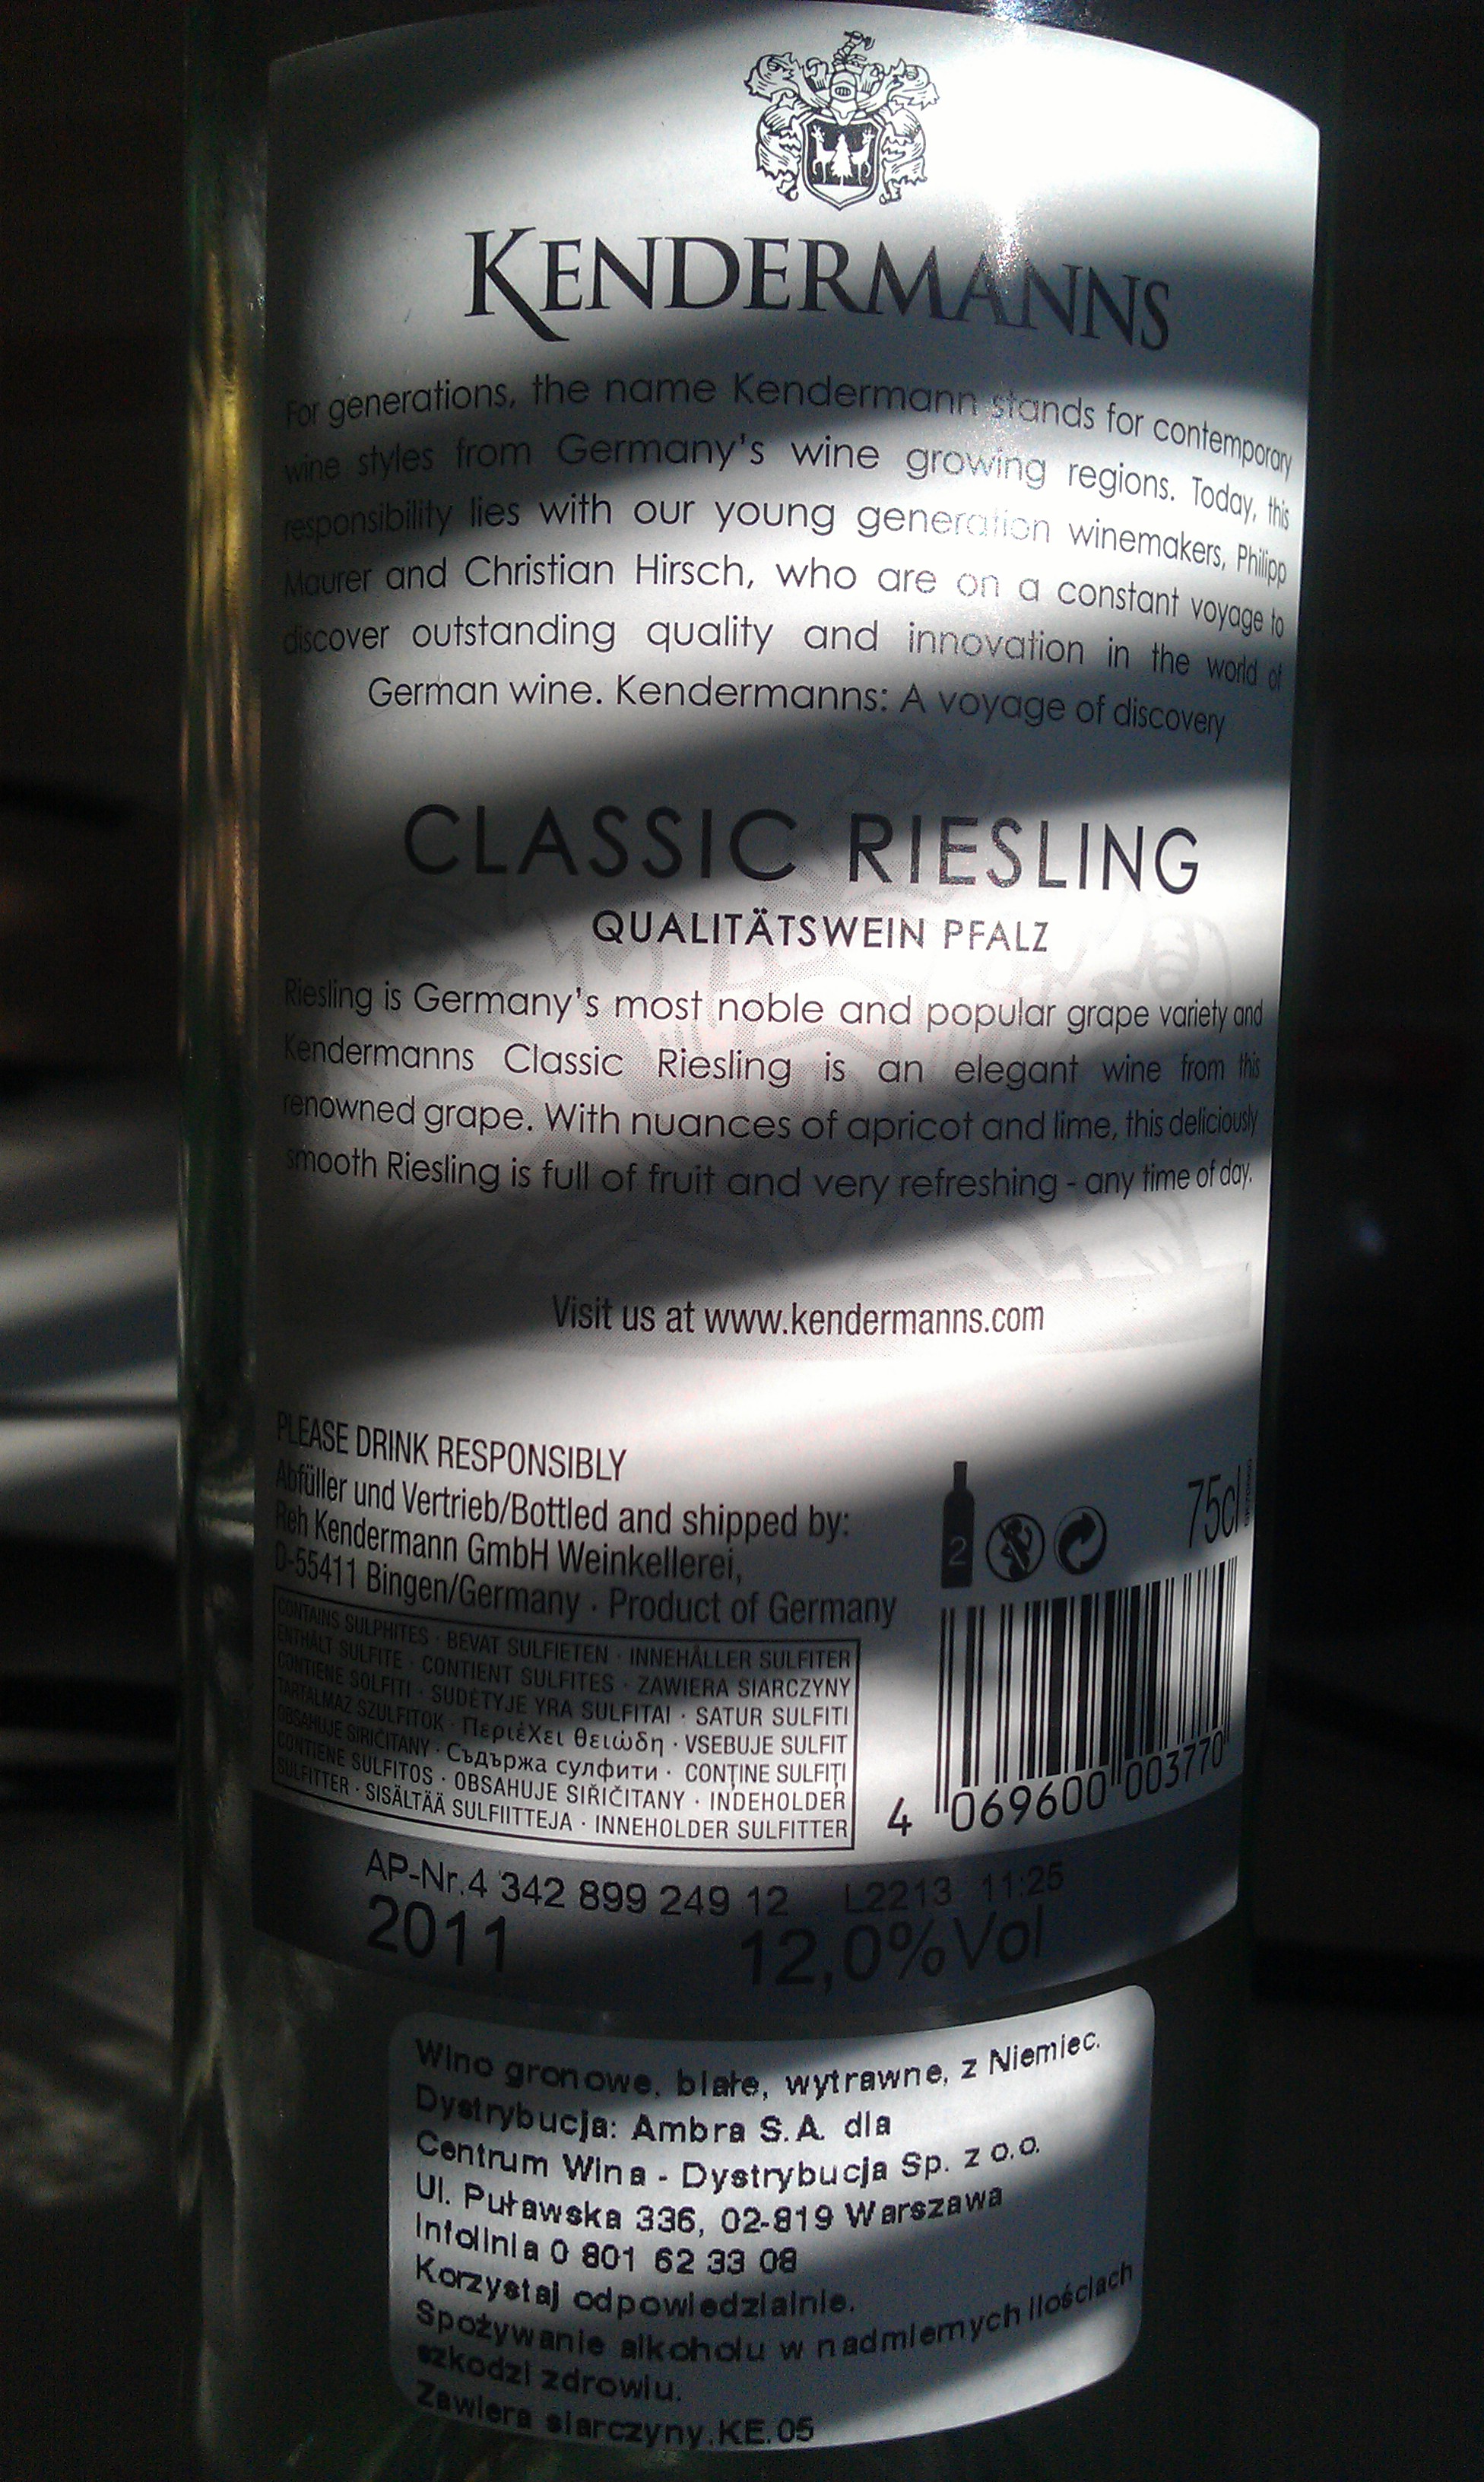 KENDERMANNS
For generations, the name Kendermann stands for contemporary
wine styles from Germany's wine growing regions. Today, this
responsibility lies with our young generation winemakers, Philipp
Maurer and Christian Hirsch, who are on a constant voyage to
discover outstanding quality and innovation in the world of
German wine. Kendermanns: A voyage of discovery
CLASSIC RIESLING
QUALITÄTSWEIN PFALZ
Riesling is Germany's most noble and popular grape variety and
Kendermanns Classic Riesling is an elegant wine from this
renowned grape. With nuances of apricot and lime, this deliciously
smooth Riesling is full of fruit and very refreshing - any time of day.
Visit us at www.kendermanns.com
PLEASE DRINK RESPONSIBLY
Abfüller und Vertrieb/Bottled and shipped by:
Reh Kendermann GmbH Weinkellerei,
D-55411 Bingen/Germany · Product of Germany
2
75cl
CONTAINS SULPHITES · BEVAT SULFIETEN · INNEHÅLLER SULFITER
ENTHÄLT SULFITE · CONTIENT SULFITES · ZAWIERA SIARCZYNY
CONTIENE SOLFITI · SUDĖTYJE YRA SULFITAI · SATUR SULFITI
TARTALMAZ SZULFITOK · ΠεριέΧει θειώδη · VSEBUJE SULFIT
OBSAHUJE SIRIČITANY · Съдържа сулфити · CONŢINE SULFIŢI
CONTIENE SULFITOS · OBSAHUJE SIŘIČITANY · INDEHOLDER
SULFITTER · SISÄLTÄÄ SULFIITTEJA · INNEHOLDER SULFITTER
4 069600 003770
AP-Nr.4 342 899 249 12 L2213 11:25
2011 12,0%Vol
Wino gronowe, białe, wytrawne, z Niemiec.
Dystrybucja: Ambra S.A. dla
Centrum Wina - Dystrybucja Sp. z o.o.
Ul. Puławska 336, 02-819 Warszawa
Infolinia 0 801 62 33 08
Korzystaj odpowiedzialnie.
Spożywanie alkoholu w nadmiernych ilościach
szkodzi zdrowiu.
Zawiera siarczyny.KE.05